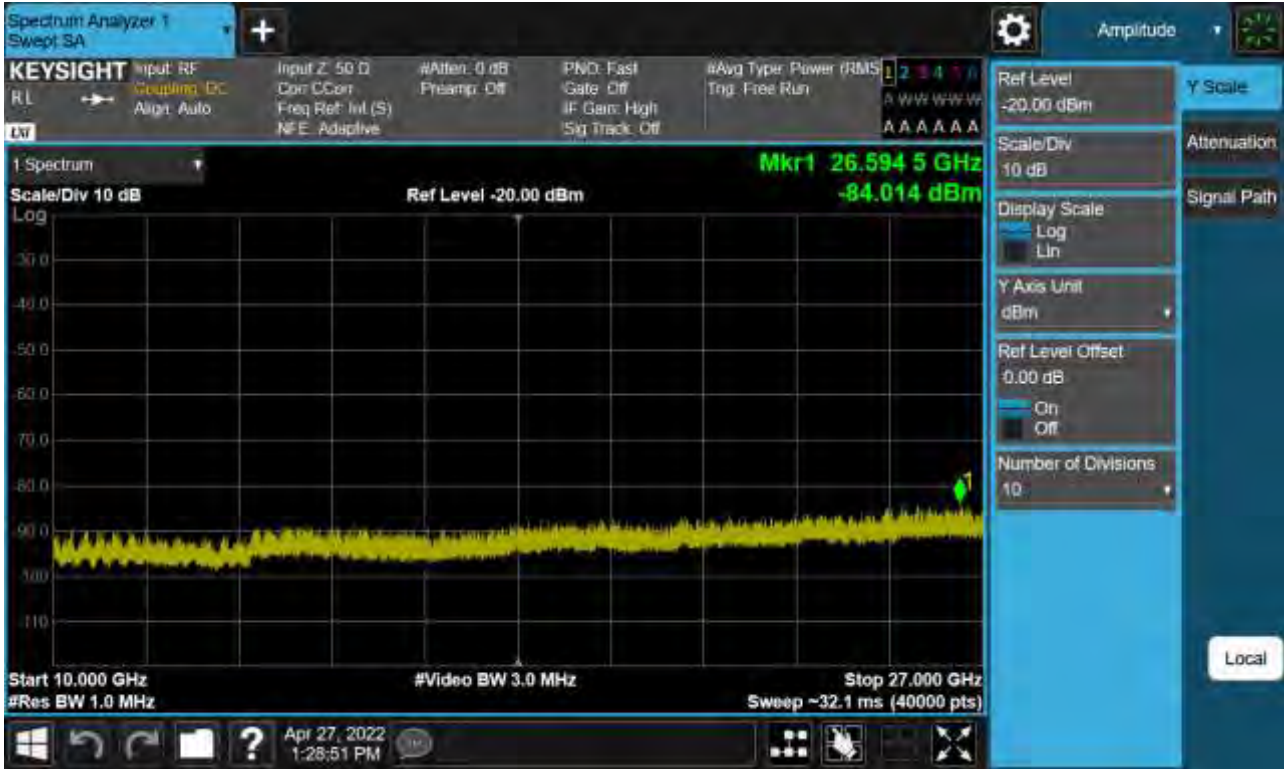 Spectrum Analyzer 1
Swept SA
+
Amplitude
KEYSIGHT
RL
LXI
Input: RF
Coupling: DC
Align: Auto
Input Z: 50 Ω
Corr CCorr
Freq Ref: Int (S)
NFE: Adaptive
#Atten: 0 dB
Preamp: Off
PNO: Fast
Gate: Off
IF Gain: High
Sig Track: Off
#Avg Type: Power (RMS
Trig: Free Run
1 2 3 4 5 6
A W W W W W
A A A A A A
1 Spectrum
Scale/Div 10 dB
Log
Ref Level -20.00 dBm
Mkr1 26.594 5 GHz
-84.014 dBm
-30.0
-40.0
-50.0
-60.0
-70.0
-80.0
-90.0
-100
-110
1
Start 10.000 GHz
#Res BW 1.0 MHz
#Video BW 3.0 MHz
Stop 27.000 GHz
Sweep ~32.1 ms (40000 pts)
Ref Level
-20.00 dBm
Scale/Div
10 dB
Display Scale
Log
Lin
Y Axis Unit
dBm
Ref Level Offset
0.00 dB
On
Off
Number of Divisions
10
Y Scale
Attenuation
Signal Path
Local
?
Apr 27, 2022
1:28:51 PM